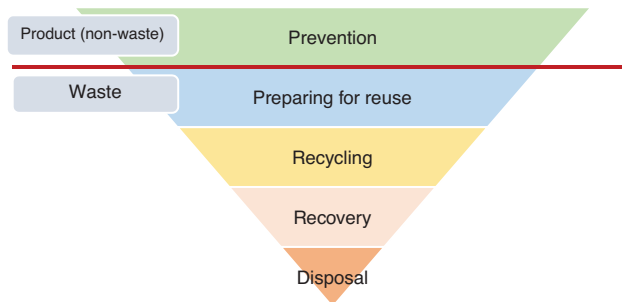 Product (non-waste)
Prevention
Waste
Preparing for reuse
Recycling
Recovery
Disposal